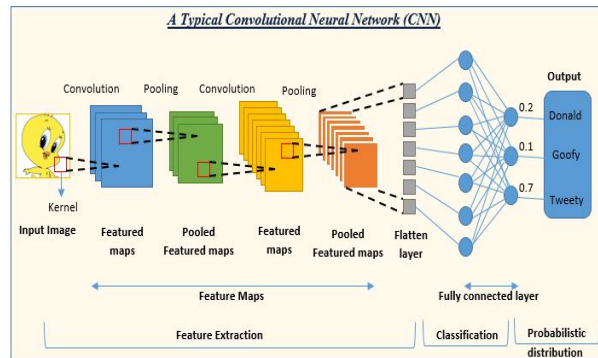 A Typical Convolutional Neural Network (CNN)
Convolution
Pooling
Convolution
Pooling
Output
0.2
Donald
0.1
Goofy
0.7
Tweety
Kernel
Input Image
Featured
maps
Pooled
Featured maps
Featured
maps
Pooled
Featured maps
Flatten
layer
Feature Maps
Fully connected layer
Feature Extraction
Classification
Probabilistic
distribution